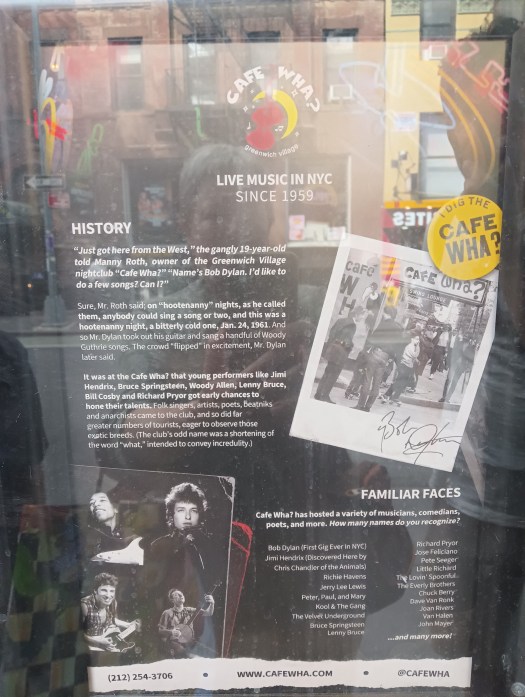 CAFE WHA?
greenwich village
LIVE MUSIC IN NYC
SINCE 1959
HISTORY
"Just got here from the West," the gangly 19-year-old
told Manny Roth, owner of the Greenwich Village
nightclub "Cafe Wha?" "Name's Bob Dylan. I'd like to
do a few songs? Can I?"
Sure, Mr. Roth said; on "hootenanny" nights, as he called
them, anybody could sing a song or two, and this was a
hootenanny night, a bitterly cold one, Jan. 24, 1961. And
so Mr. Dylan took out his guitar and sang a handful of Woody
Guthrie songs. The crowd "flipped" in excitement, Mr. Dylan
later said.
It was at the Cafe Wha? that young performers like Jimi
Hendrix, Bruce Springsteen, Woody Allen, Lenny Bruce,
Bill Cosby and Richard Pryor got early chances to
hone their talents. Folk singers, artists, poets, beatniks
and anarchists came to the club, and so did far
greater numbers of tourists, eager to observe those
exotic breeds. (The club's odd name was a shortening of
the word "what," intended to convey incredulity.)
I DIG THE
CAFE
WHA?
café
W
H
CAFE Wha?
Bob Dylan
FAMILIAR FACES
Cafe Wha? has hosted a variety of musicians, comedians,
poets, and more. How many names do you recognize?
Bob Dylan (First Gig Ever in NYC)
Jimi Hendrix (Discovered Here by
Chris Chandler of the Animals)
Richie Havens
Jerry Lee Lewis
Peter, Paul, and Mary
Kool & The Gang
The Velvet Underground
Bruce Springsteen
Lenny Bruce
Richard Pryor
Jose Feliciano
Pete Seeger
Little Richard
The Lovin' Spoonful
The Everly Brothers
Chuck Berry
Dave Van Ronk
Joan Rivers
Van Halen
John Mayer
...and many more!
(212) 254-3706 • WWW.CAFEWHA.COM • @CAFEWHA